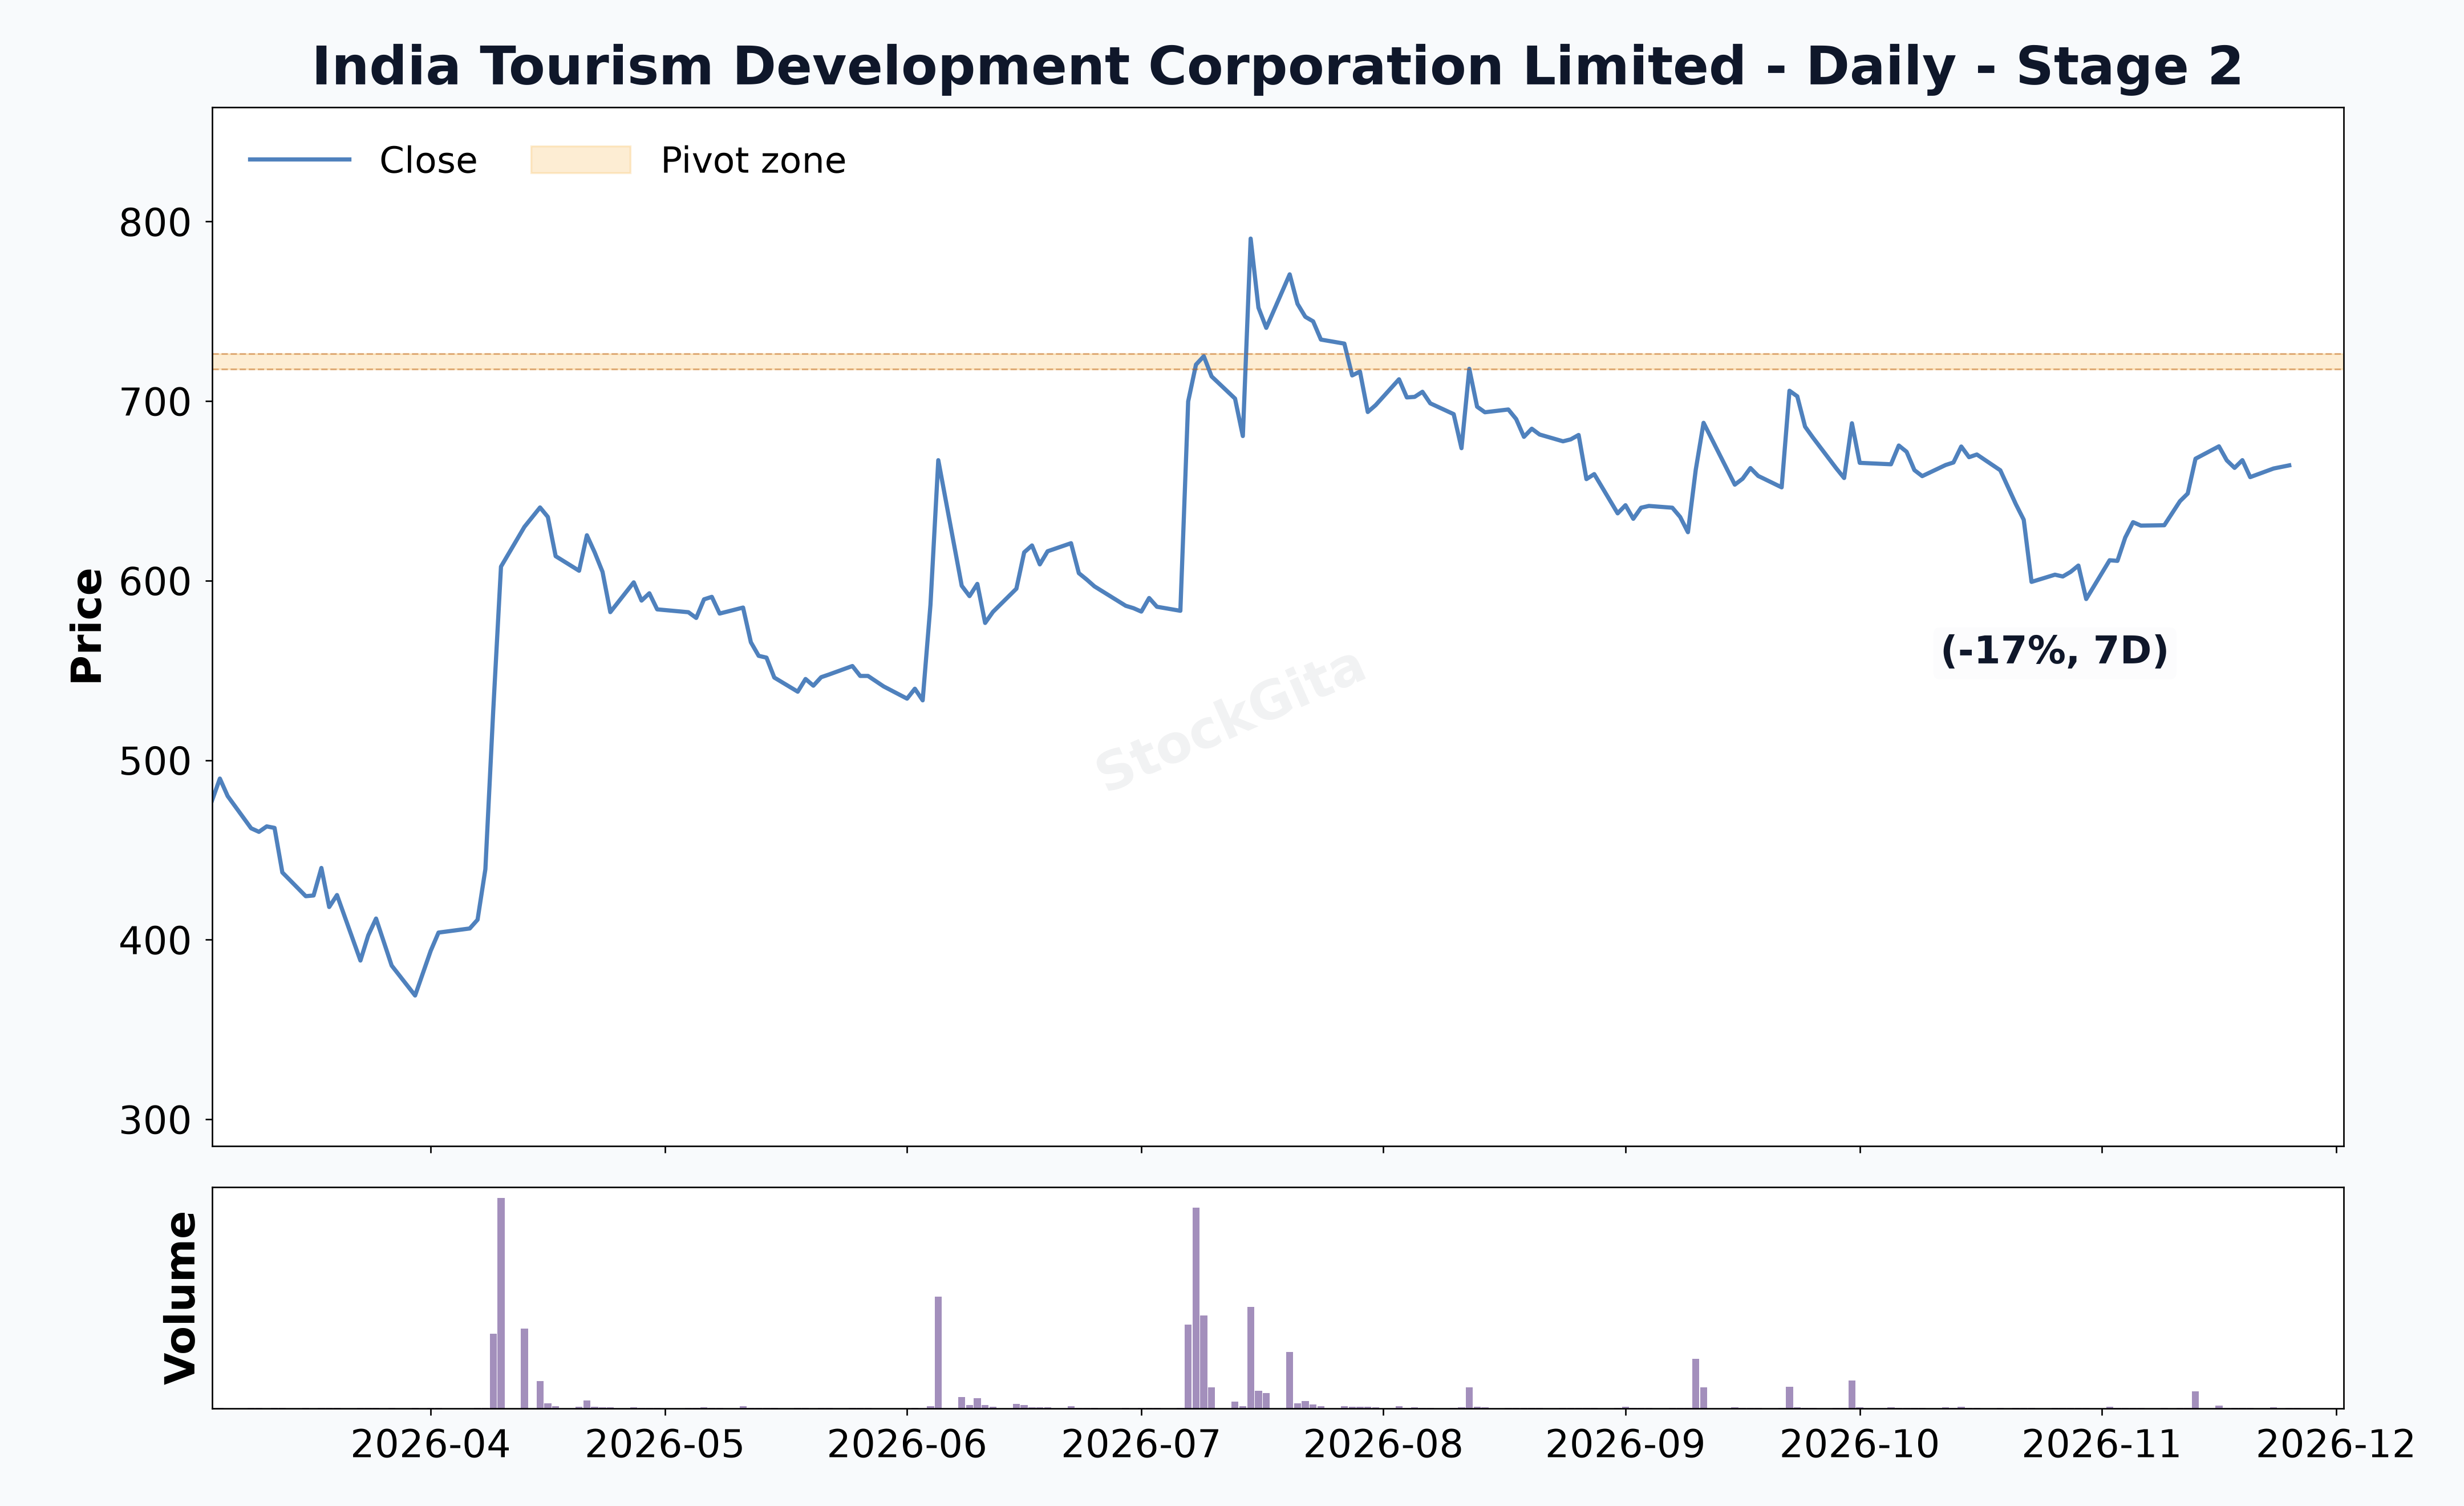 India Tourism Development Corporation Limited - Daily - Stage 2
Close
Pivot zone
800
700
600
500
400
300
Price
(-17%, 7D)
StockGita
Volume
2026-04
2026-05
2026-06
2026-07
2026-08
2026-09
2026-10
2026-11
2026-12